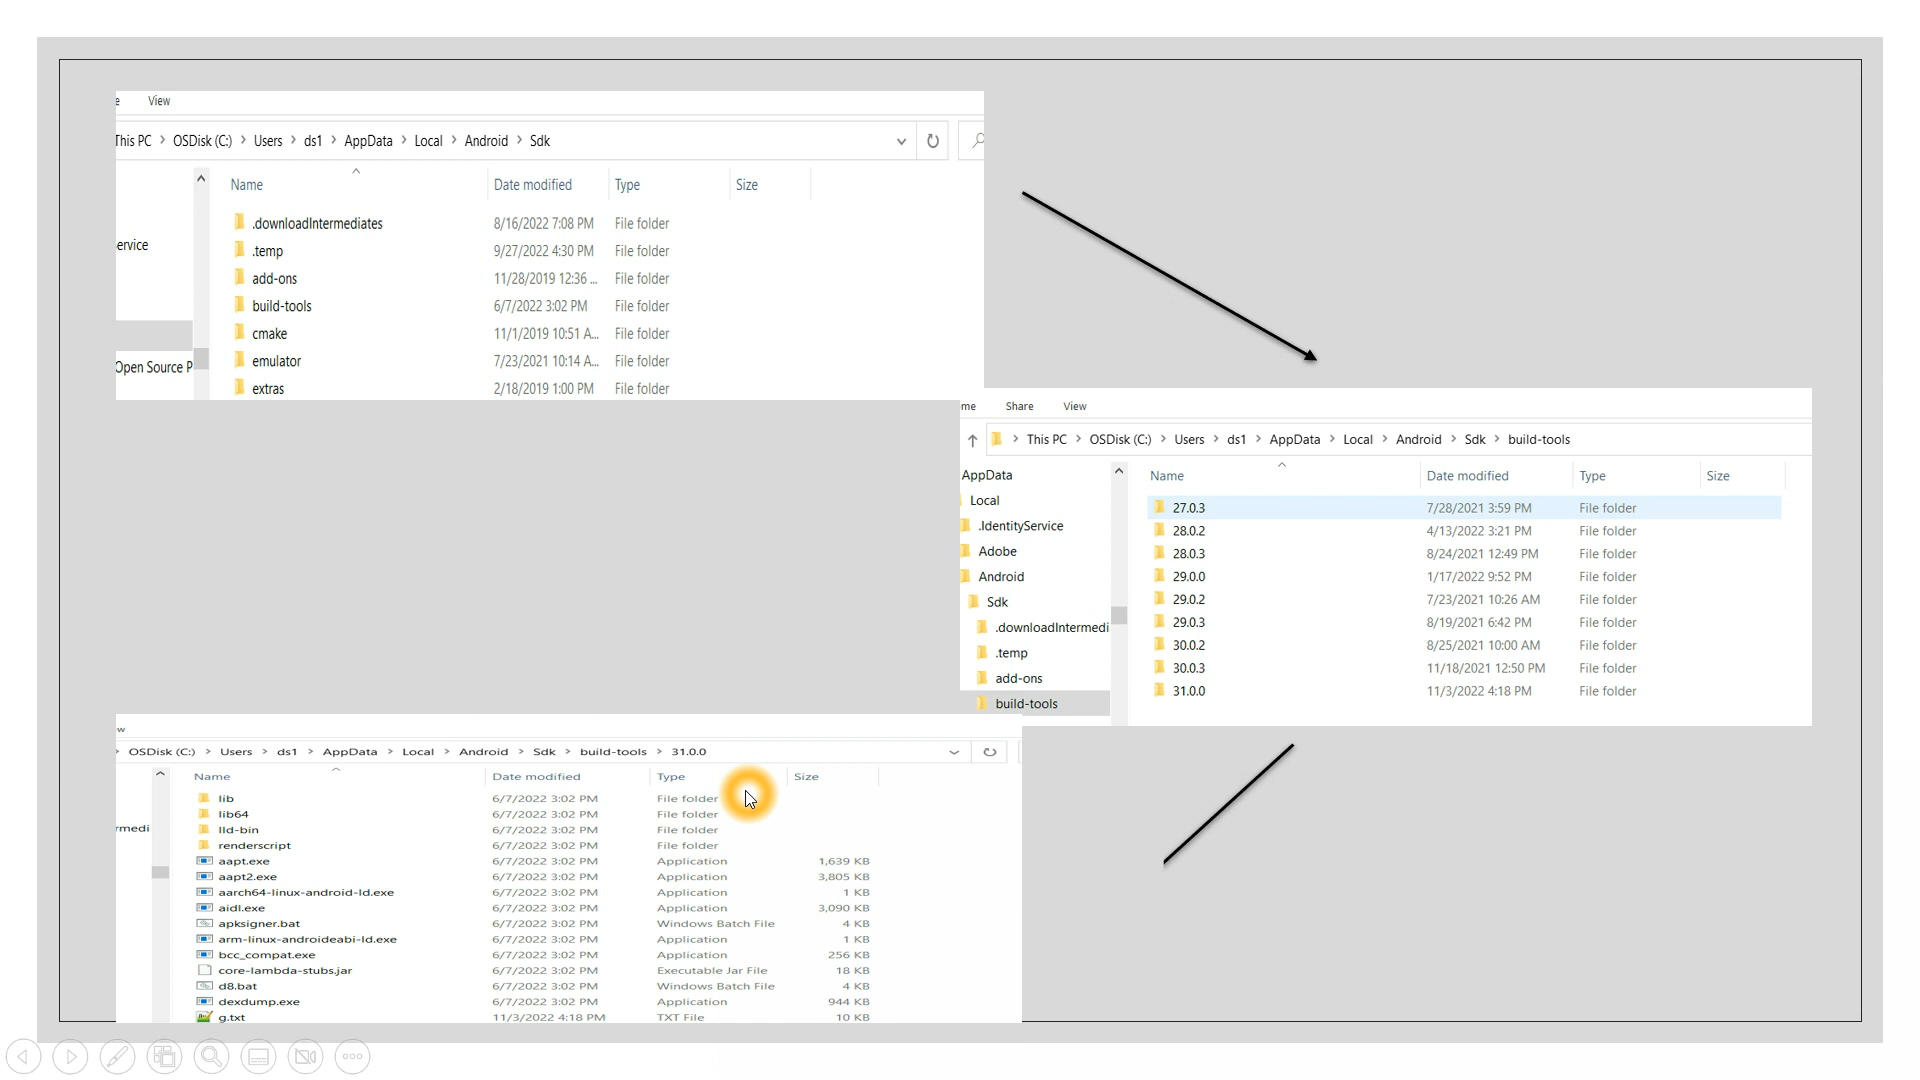 View
This PC > OSDisk (C:) > Users > ds1 > AppData > Local > Android > Sdk
Name Date modified Type Size
.downloadIntermediates 8/16/2022 7:08 PM File folder
.temp 9/27/2022 4:30 PM File folder
add-ons 11/28/2019 12:36 ... File folder
build-tools 6/7/2022 3:02 PM File folder
cmake 11/1/2019 10:51 A... File folder
emulator 7/23/2021 10:14 A... File folder
extras 2/18/2019 1:00 PM File folder
ervice
Open Source P
me Share View
This PC > OSDisk (C:) > Users > ds1 > AppData > Local > Android > Sdk > build-tools
AppData
Local
.IdentityService
Adobe
Android
Sdk
.downloadIntermedi
.temp
add-ons
build-tools
Name Date modified Type Size
27.0.3 7/28/2021 3:59 PM File folder
28.0.2 4/13/2022 3:21 PM File folder
28.0.3 8/24/2021 12:49 PM File folder
29.0.0 1/17/2022 9:52 PM File folder
29.0.2 7/23/2021 10:26 AM File folder
29.0.3 8/19/2021 6:42 PM File folder
30.0.2 8/25/2021 10:00 AM File folder
30.0.3 11/18/2021 12:50 PM File folder
31.0.0 11/3/2022 4:18 PM File folder
w
> OSDisk (C:) > Users > ds1 > AppData > Local > Android > Sdk > build-tools > 31.0.0
rmedi
Name Date modified Type Size
lib 6/7/2022 3:02 PM File folder
lib64 6/7/2022 3:02 PM File folder
lld-bin 6/7/2022 3:02 PM File folder
renderscript 6/7/2022 3:02 PM File folder
aapt.exe 6/7/2022 3:02 PM Application 1,639 KB
aapt2.exe 6/7/2022 3:02 PM Application 3,805 KB
aarch64-linux-android-ld.exe 6/7/2022 3:02 PM Application 1 KB
aidl.exe 6/7/2022 3:02 PM Application 3,090 KB
apksigner.bat 6/7/2022 3:02 PM Windows Batch File 4 KB
arm-linux-androideabi-ld.exe 6/7/2022 3:02 PM Application 1 KB
bcc_compat.exe 6/7/2022 3:02 PM Application 256 KB
core-lambda-stubs.jar 6/7/2022 3:02 PM Executable Jar File 18 KB
d8.bat 6/7/2022 3:02 PM Windows Batch File 4 KB
dexdump.exe 6/7/2022 3:02 PM Application 944 KB
g.txt 11/3/2022 4:18 PM TXT File 10 KB